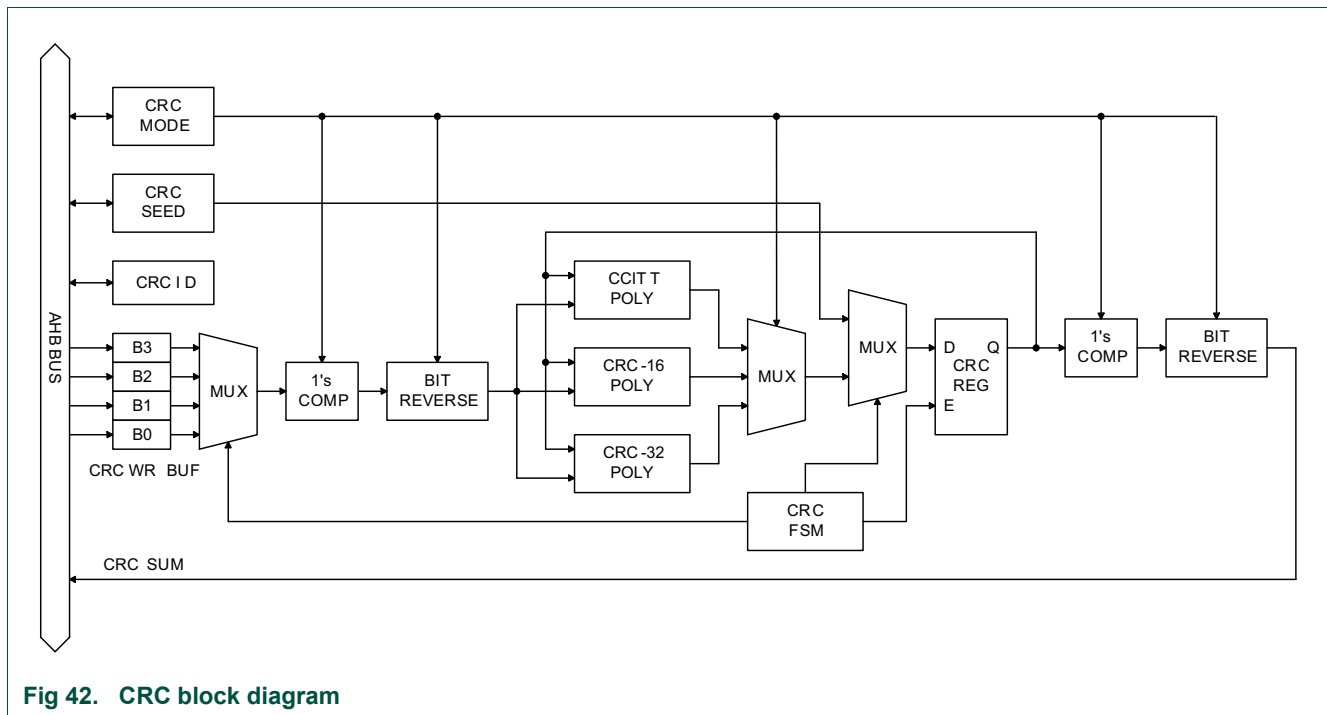 CRC
MODE
CRC
SEED
CRC I D
AHB BUS
B3
B2
B1
B0
CRC WR BUF
MUX
1's
COMP
BIT
REVERSE
CCIT T
POLY
CRC -16
POLY
CRC -32
POLY
MUX
MUX
CRC
FSM
D Q
CRC
REG
E
1's
COMP
BIT
REVERSE
CRC SUM
Fig 42. CRC block diagram